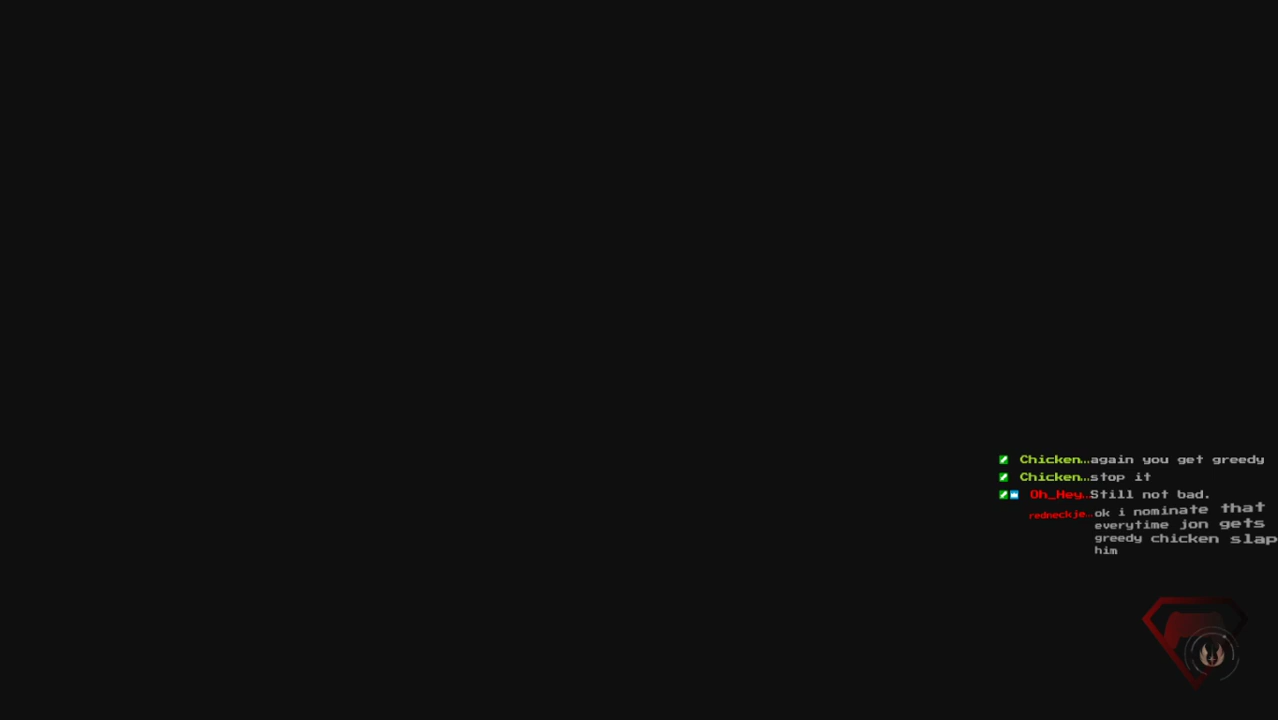 Chicken… again you get greedy
Chicken… stop it
Oh_Hey… Still not bad.
redneckje… ok i nominate that
everytime jon gets
greedy chicken slap
him